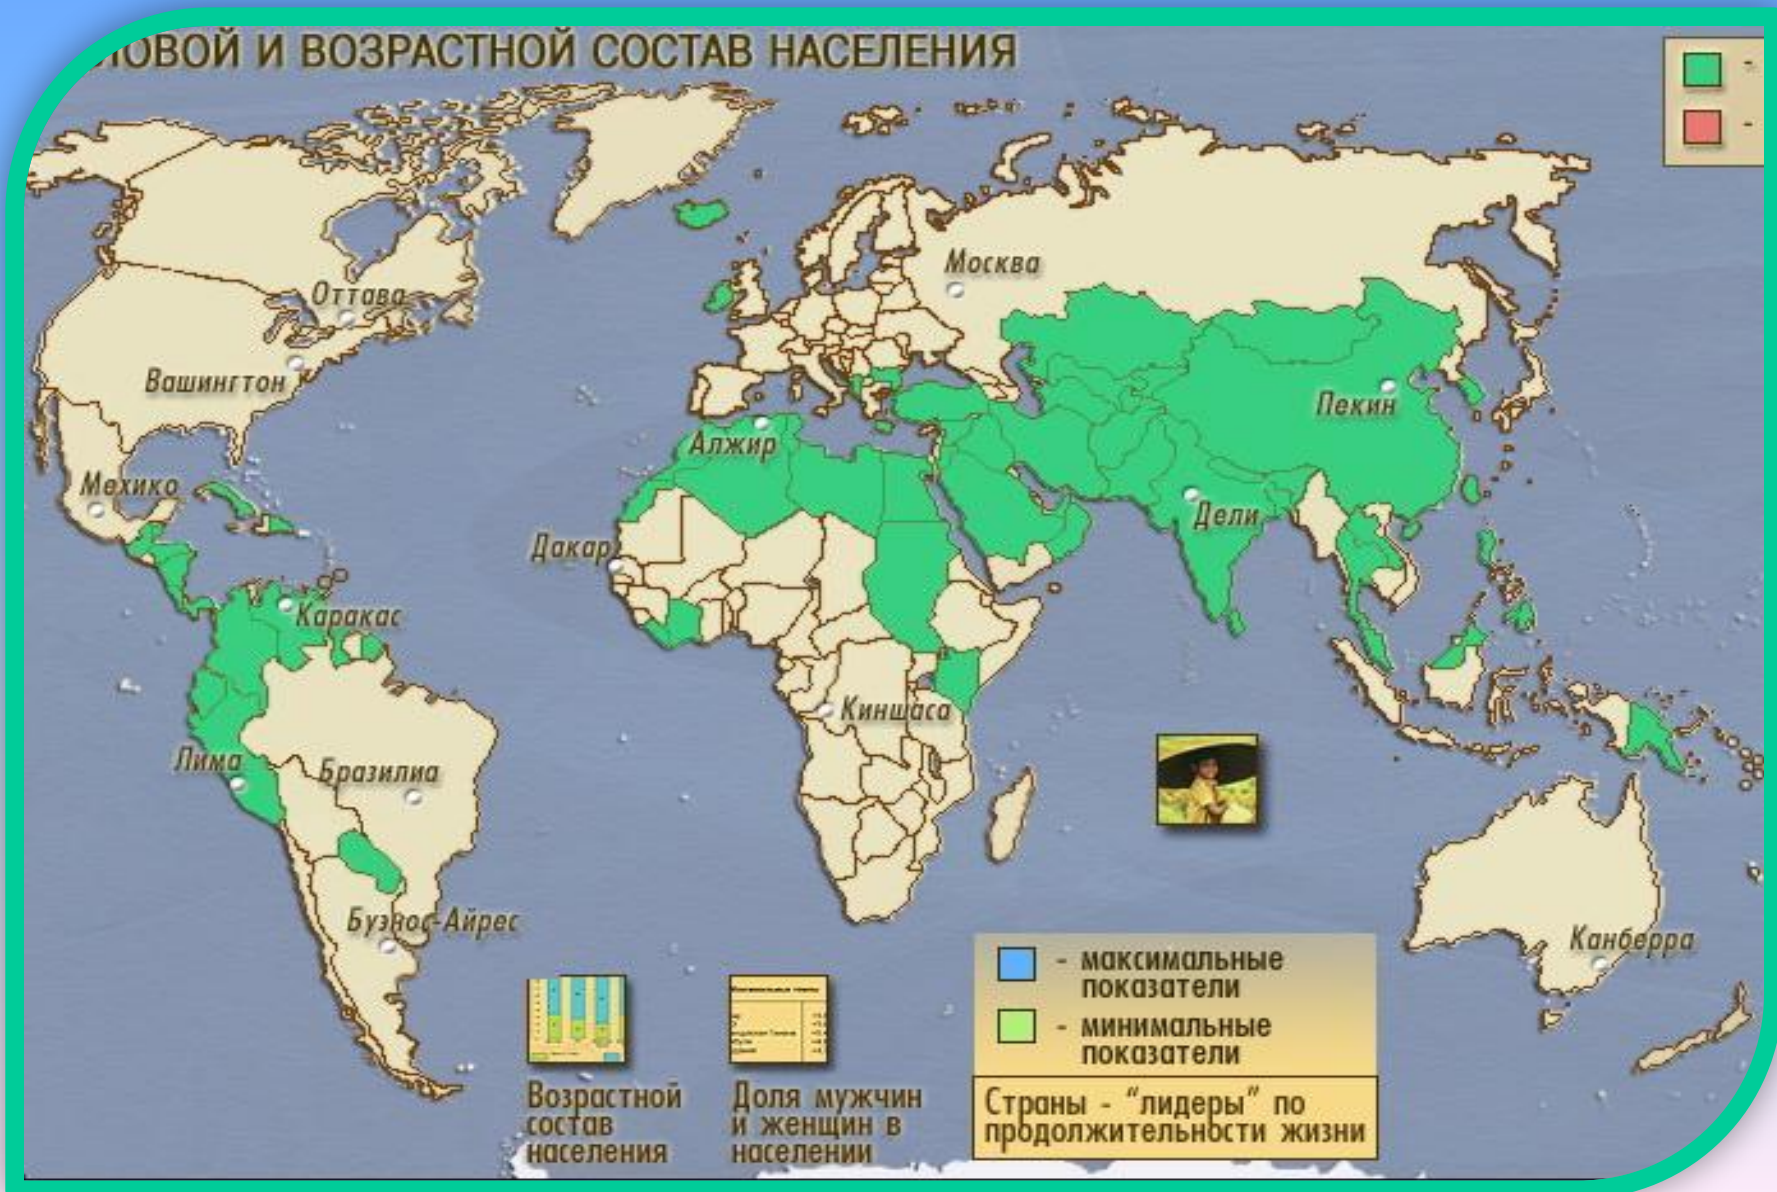 ЛОВОЙ И ВОЗРАСТНОЙ СОСТАВ НАСЕЛЕНИЯ
-
-
Москва
Оттава
Вашингтон
Пекин
Алжир
Мехико
Дели
Дакар
Каракас
Киншаса
Лима
Бразилиа
Буэнос-Айрес
Канберра
- максимальные
показатели
- минимальные
показатели
Возрастной
состав
населения
Доля мужчин
и женщин в
населении
Страны - "лидеры" по
продолжительности жизни